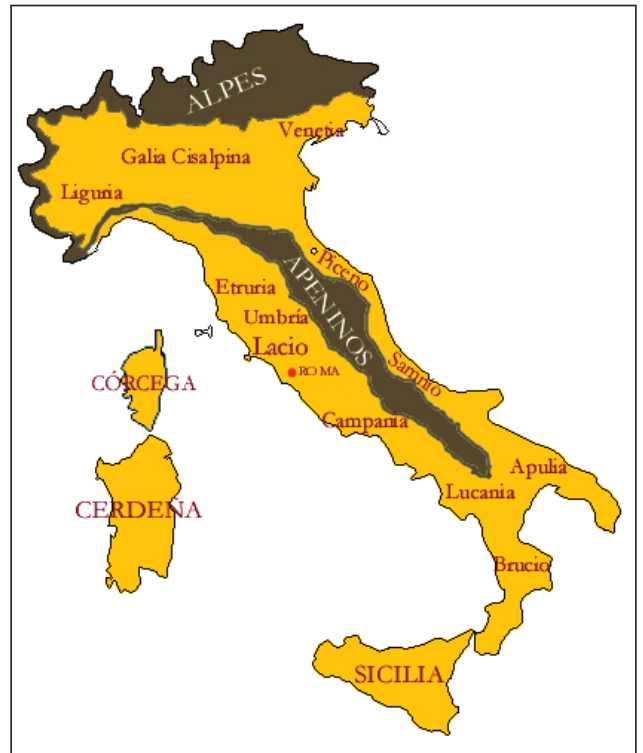 ALPES
Venetia
Galia Cisalpina
Liguria
Piceno
Etruria
APENINOS
Umbría
Lacio
Samnio
ROMA
CÓRCEGA
Campania
Apulia
Lucania
CERDEÑA
Brucio
SICILIA